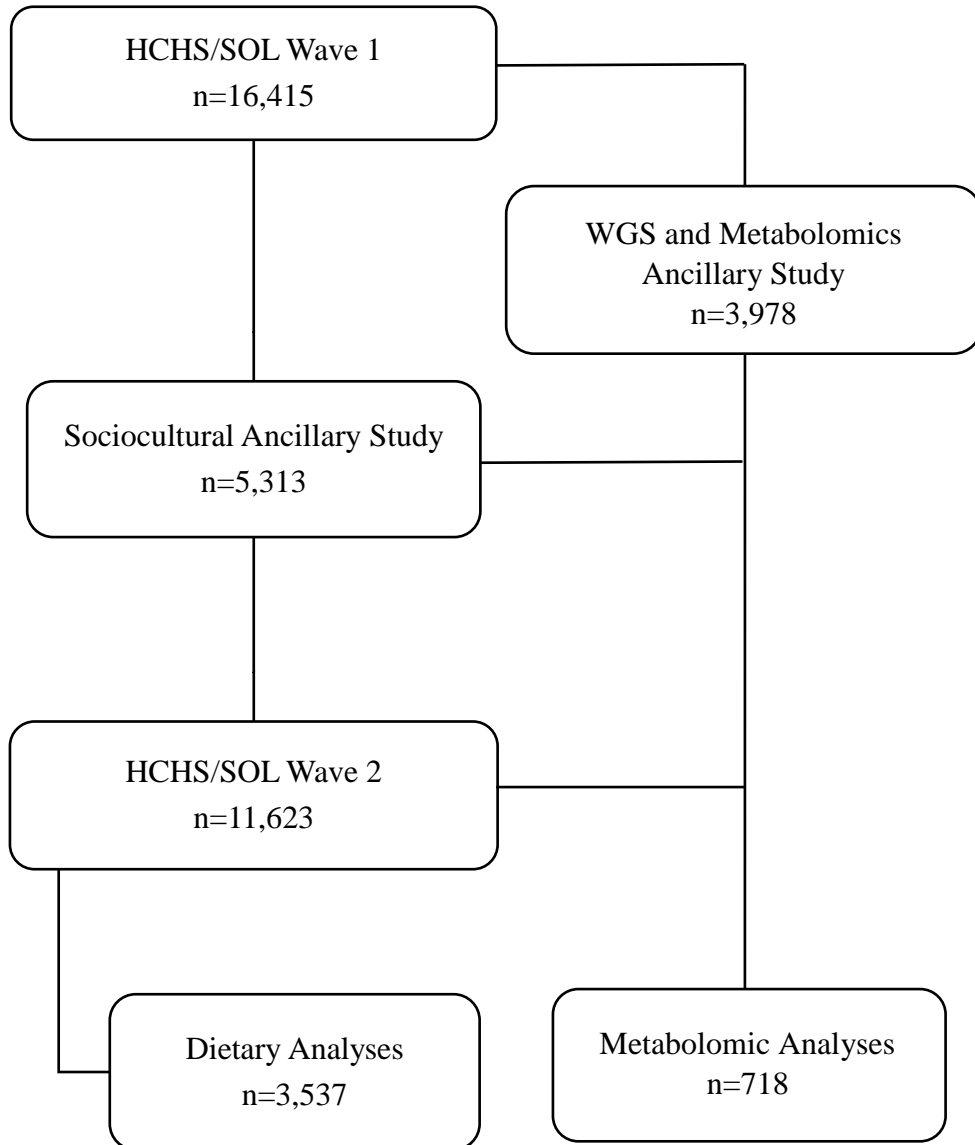 HCHS/SOL Wave 1
n=16,415
WGS and Metabolomics
Ancillary Study
n=3,978
Sociocultural Ancillary Study
n=5,313
HCHS/SOL Wave 2
n=11,623
Dietary Analyses
n=3,537
Metabolomic Analyses
n=718